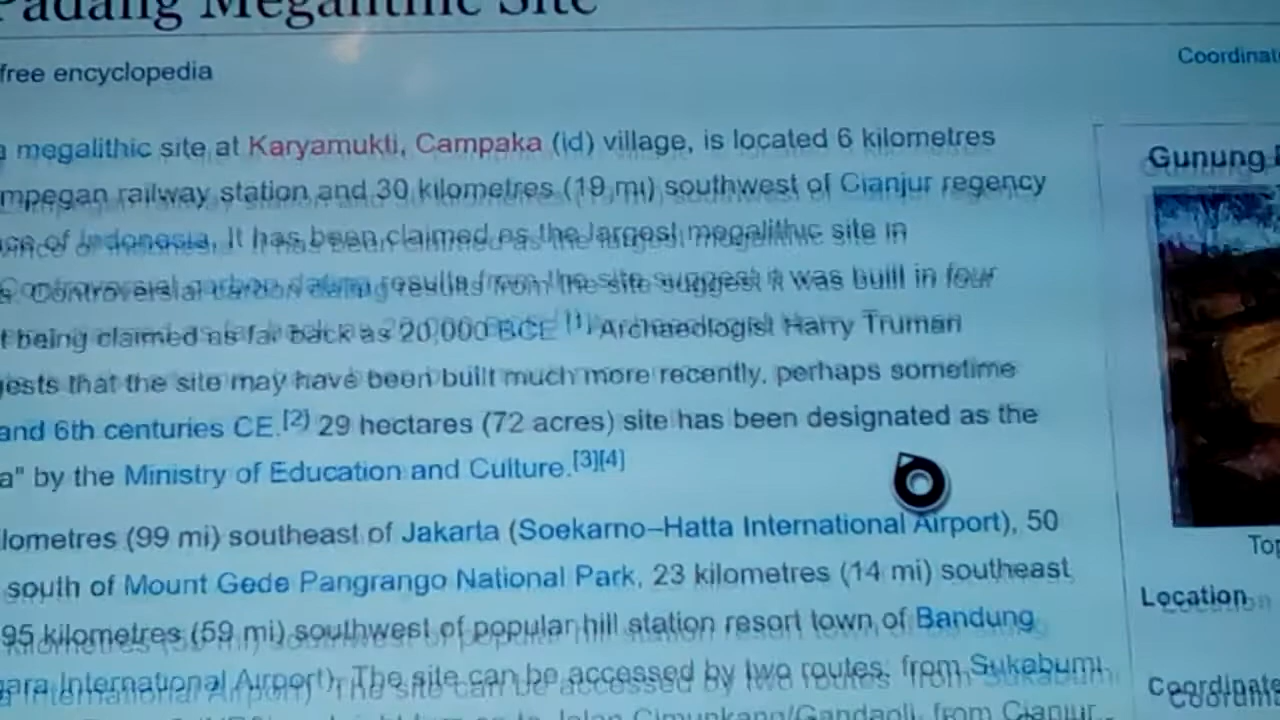 Padang Megalithic Site
free encyclopedia
Coordinat
megalithic site at Karyamukti, Campaka (id) village, is located 6 kilometres
mpegan railway station and 30 kilometres (19 mi) southwest of Cianjur regency
nce of Indonesia. It has been claimed as the largest megalithic site in
Controversial carbon dating results from the site suggest it was built in four
t being claimed as far back as 20,000 BCE.[1] Archaeologist Harry Truman
gests that the site may have been built much more recently, perhaps sometime
and 6th centuries CE.[2] 29 hectares (72 acres) site has been designated as the
a" by the Ministry of Education and Culture.[3][4]
lometres (99 mi) southeast of Jakarta (Soekarno–Hatta International Airport), 50
south of Mount Gede Pangrango National Park, 23 kilometres (14 mi) southeast
95 kilometres (59 mi) southwest of popular hill station resort town of Bandung
ara International Airport). The site can be accessed by two routes: from Sukabumi
from Cianjur
Gunung
Top
Location
Coordinate